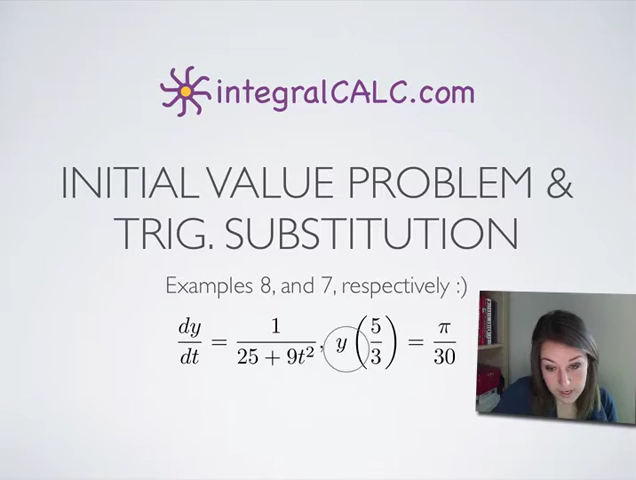 integralCALC.com
INITIAL VALUE PROBLEM &
TRIG. SUBSTITUTION
Examples 8, and 7, respectively :)
dy/dt = 1/(25 + 9t²), y(5/3) = π/30